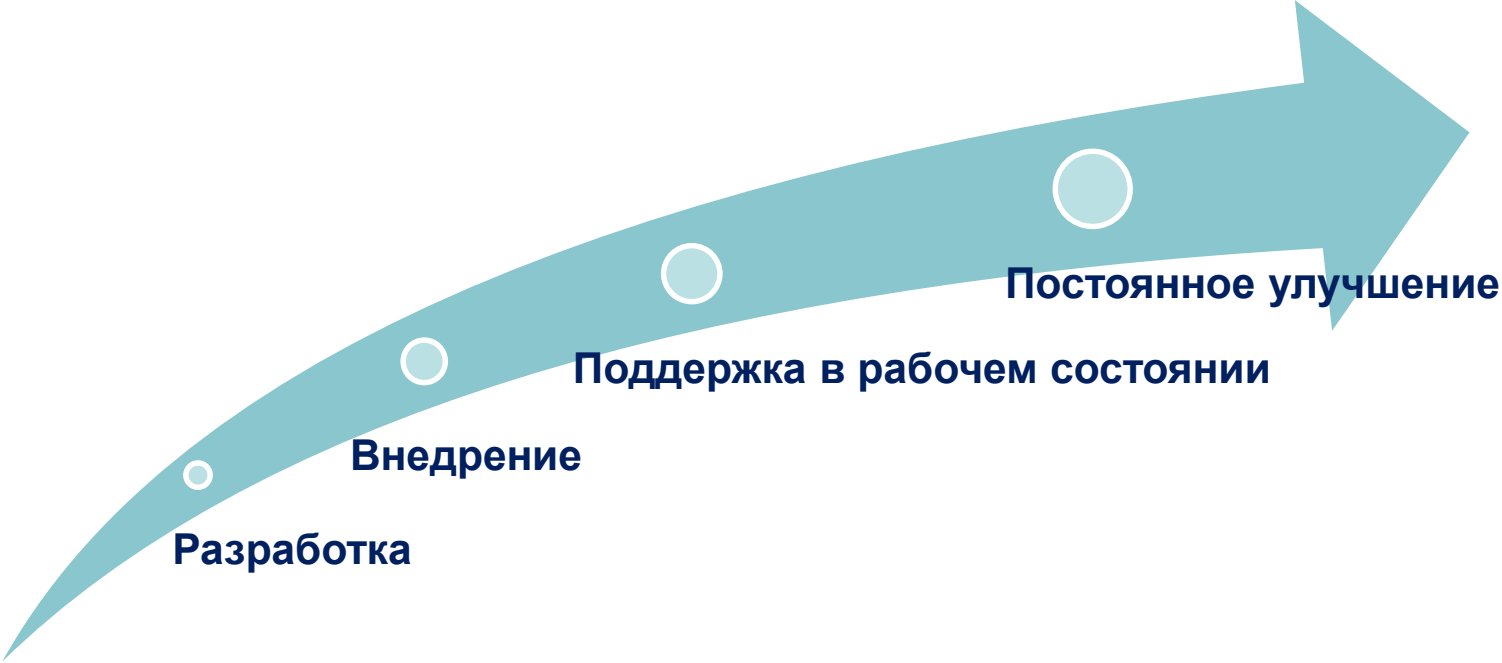 Постоянное улучшение
Поддержка в рабочем состоянии
Внедрение
Разработка